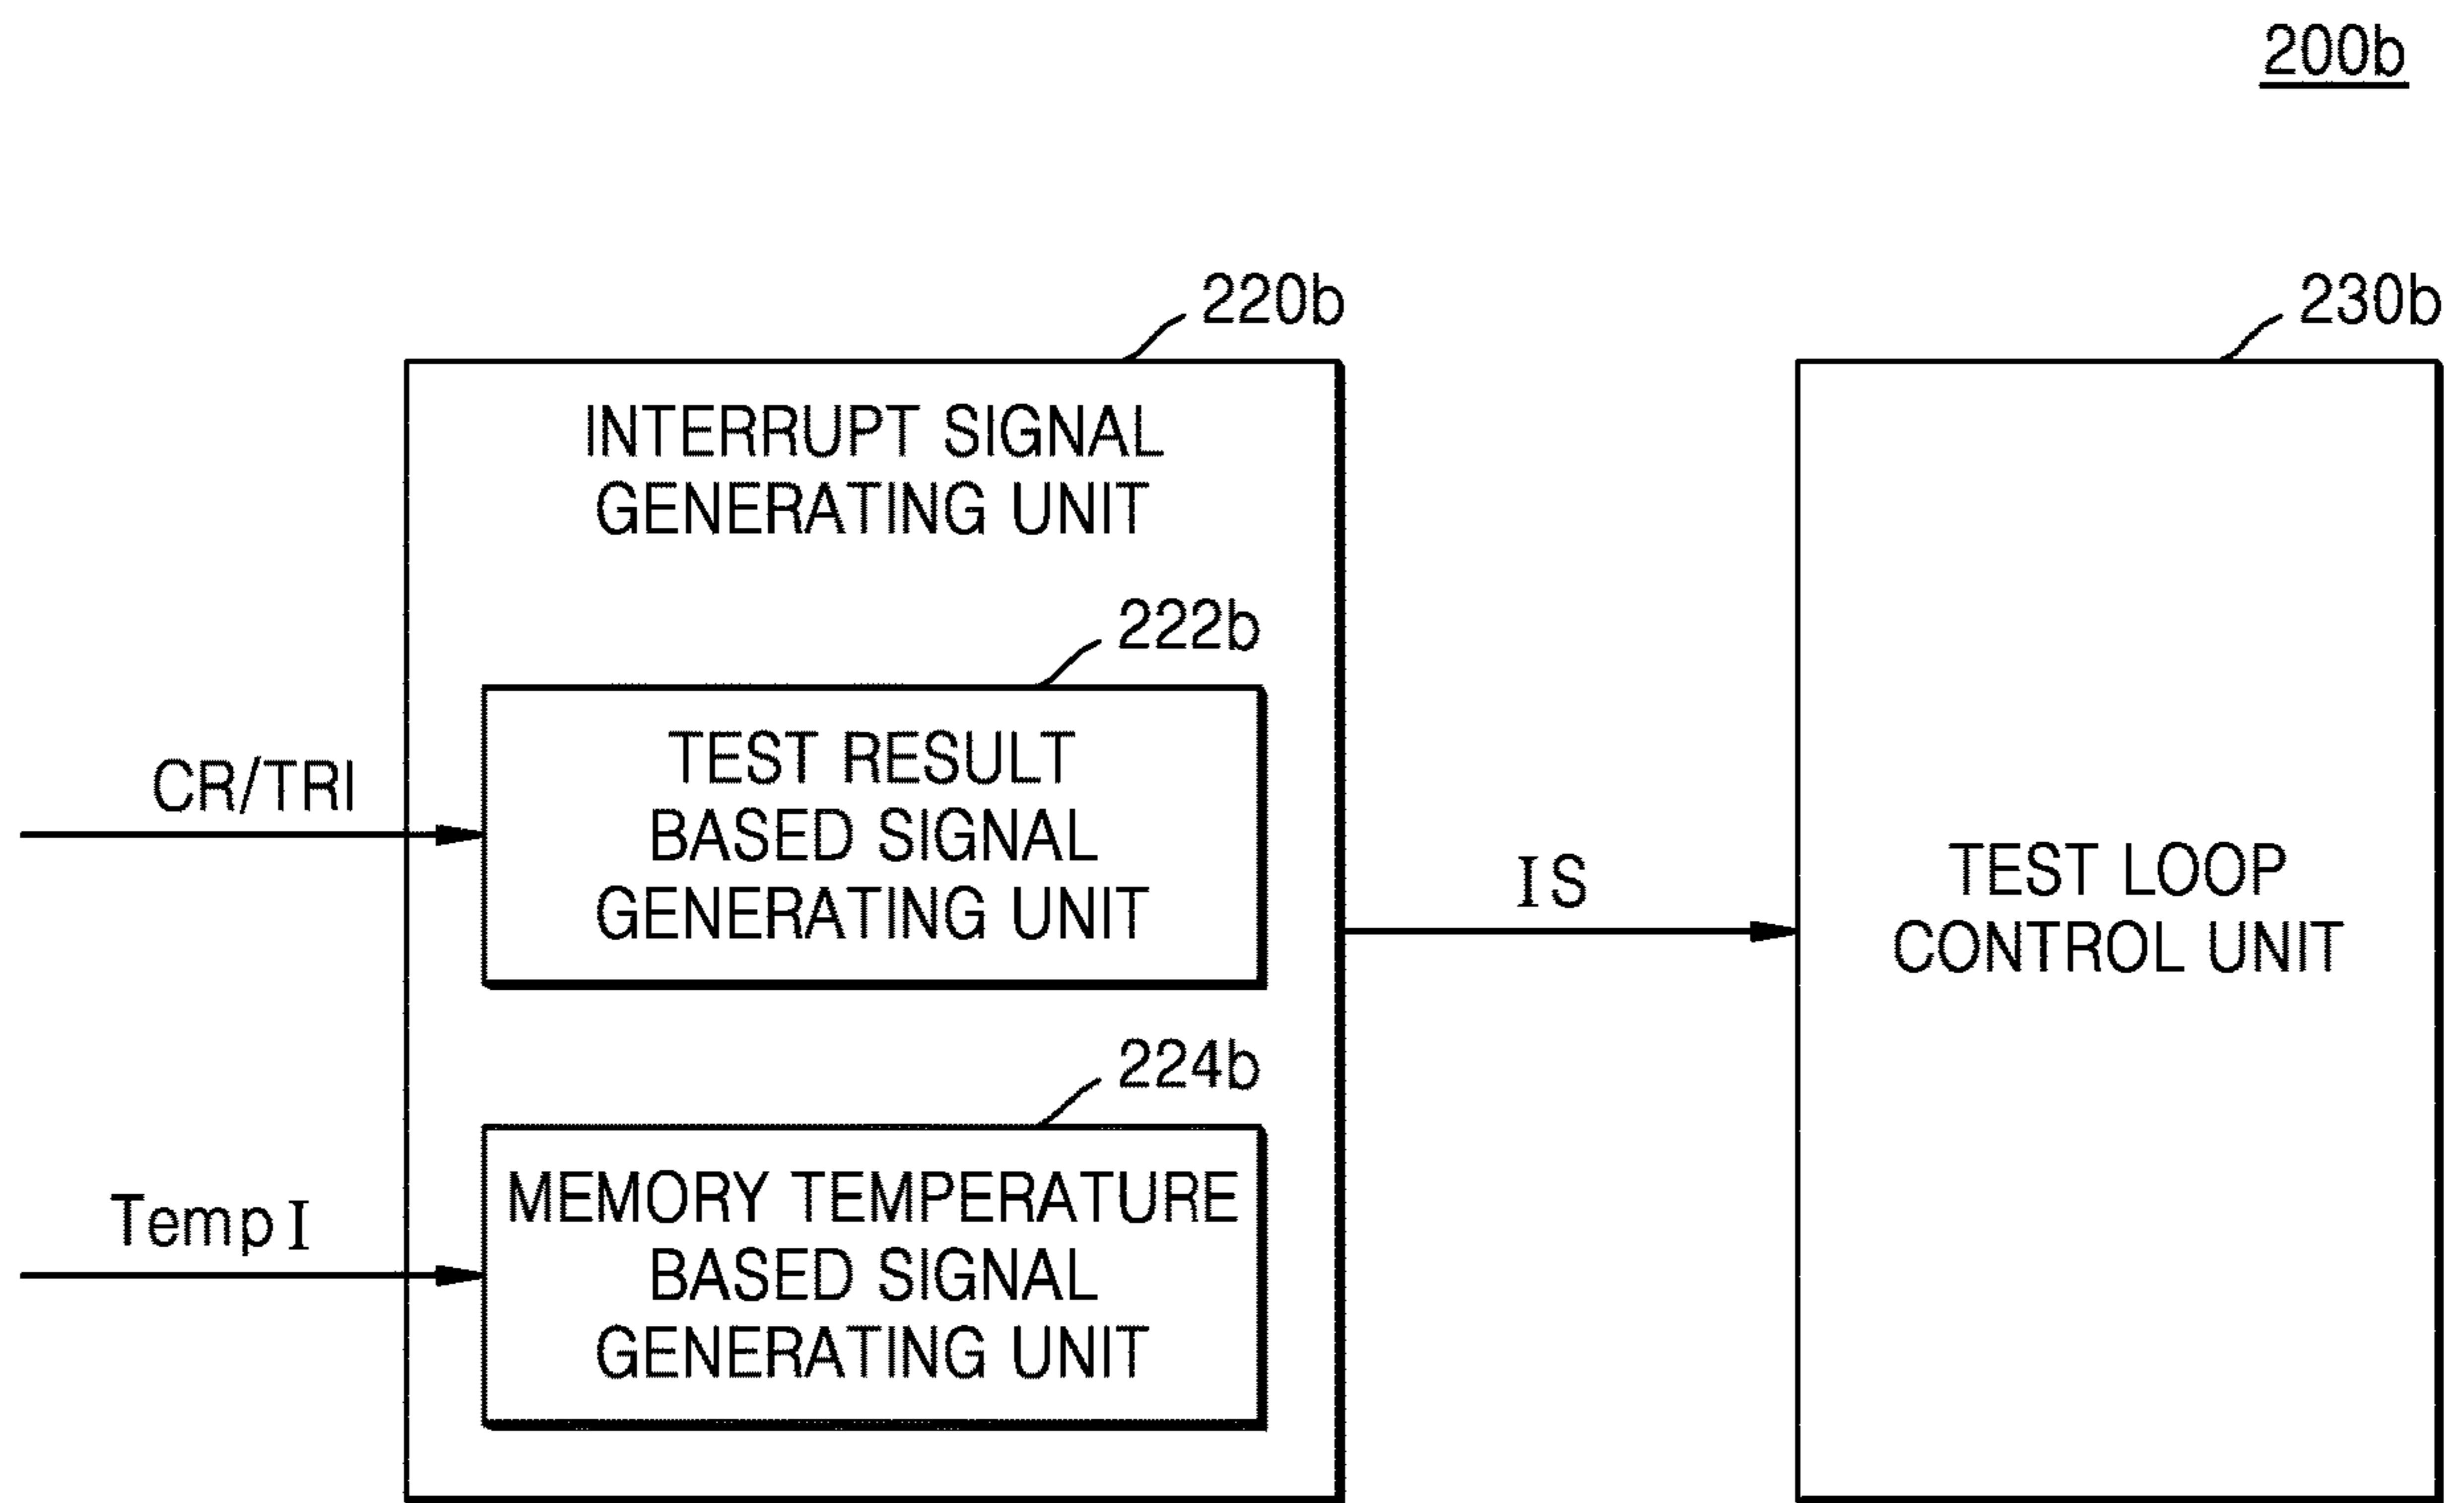 200b
220b
230b
INTERRUPT SIGNAL
GENERATING UNIT
222b
CR/TRI
TEST RESULT
BASED SIGNAL
GENERATING UNIT
IS
TEST LOOP
CONTROL UNIT
224b
TempI
MEMORY TEMPERATURE
BASED SIGNAL
GENERATING UNIT